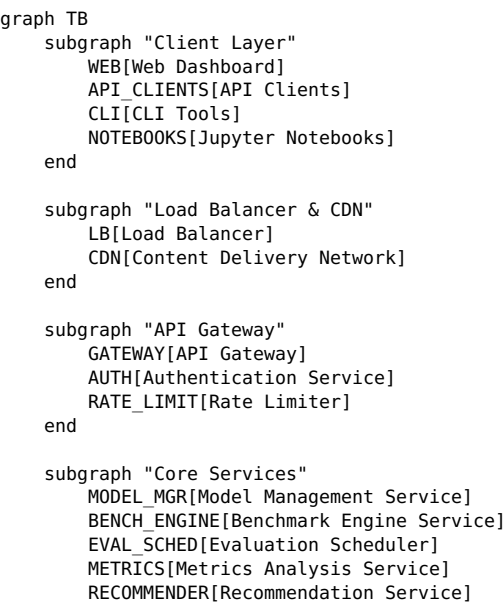 graph TB
    subgraph "Client Layer"
        WEB[Web Dashboard]
        API_CLIENTS[API Clients]
        CLI[CLI Tools]
        NOTEBOOKS[Jupyter Notebooks]
    end

    subgraph "Load Balancer & CDN"
        LB[Load Balancer]
        CDN[Content Delivery Network]
    end

    subgraph "API Gateway"
        GATEWAY[API Gateway]
        AUTH[Authentication Service]
        RATE_LIMIT[Rate Limiter]
    end

    subgraph "Core Services"
        MODEL_MGR[Model Management Service]
        BENCH_ENGINE[Benchmark Engine Service]
        EVAL_SCHED[Evaluation Scheduler]
        METRICS[Metrics Analysis Service]
        RECOMMENDER[Recommendation Service]